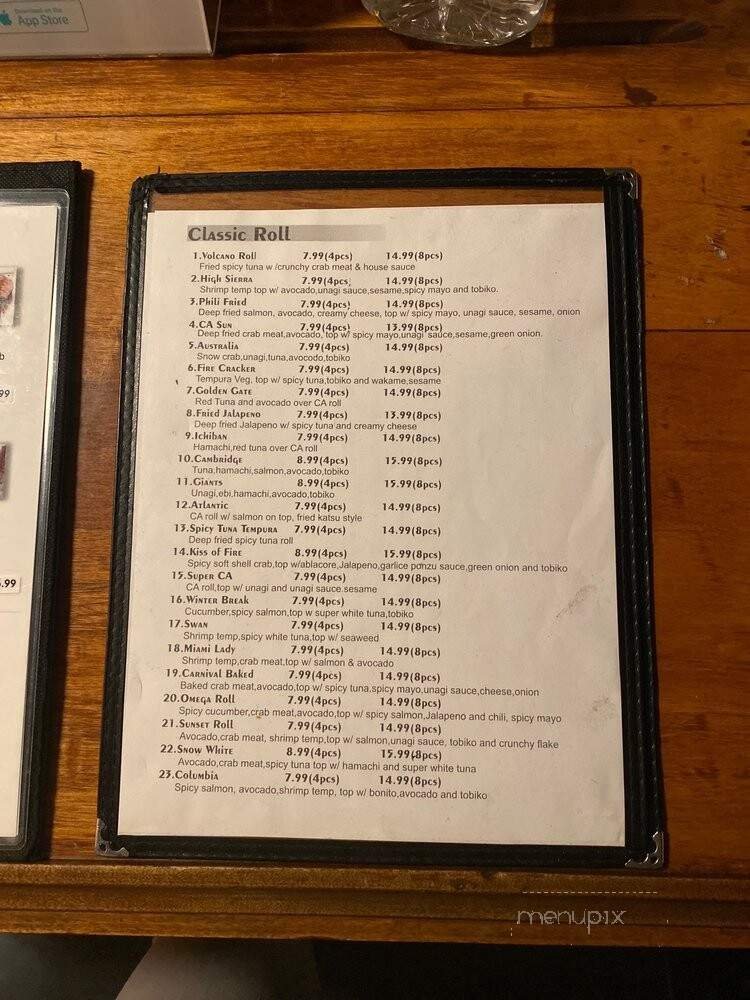 Download on the
App Store
b
99
.99
Classic Roll
1.Volcano Roll 7.99(4pcs) 14.99(8pcs)
Fried spicy tuna w /crunchy crab meat & house sauce
2.High Sierra 7.99(4pcs) 14.99(8pcs)
Shrimp temp top w/ avocado,unagi sauce,sesame,spicy mayo and tobiko.
3.Phili Fried 7.99(4pcs) 14.99(8pcs)
Deep fried salmon, avocado, creamy cheese, top w/ spicy mayo, unagi sauce, sesame, onion
4.CA Sun 7.99(4pcs) 13.99(8pcs)
Deep fried crab meat,avocado, top w/ spicy mayo,unagi sauce,sesame,green onion.
5.Australia 7.99(4pcs) 14.99(8pcs)
Snow crab,unagi,tuna,avocodo,tobiko
6.Fire Cracker 7.99(4pcs) 14.99(8pcs)
Tempura Veg, top w/ spicy tuna,tobiko and wakame,sesame
7.Golden Gate 7.99(4pcs) 14.99(8pcs)
Red Tuna and avocado over CA roll
8.Fried Jalapeno 7.99(4pcs) 13.99(8pcs)
Deep fried Jalapeno w/ spicy tuna and creamy cheese
9.Ichiban 7.99(4pcs) 14.99(8pcs)
Hamachi,red tuna over CA roll
10.Cambridge 8.99(4pcs) 15.99(8pcs)
Tuna,hamachi,salmon,avocado,tobiko
11.Giants 8.99(4pcs) 15.99(8pcs)
Unagi,ebi,hamachi,avocado,tobiko
12.Atlantic 7.99(4pcs) 14.99(8pcs)
CA roll w/ salmon on top, fried katsu style
13.Spicy Tuna Tempura 7.99(4pcs) 14.99(8pcs)
Deep fried spicy tuna roll
14.Kiss of Fire 8.99(4pcs) 15.99(8pcs)
Spicy soft shell crab,top w/ablacore,Jalapeno,garlice ponzu sauce,green onion and tobiko
15.Super CA 7.99(4pcs) 14.99(8pcs)
CA roll,top w/ unagi and unagi sauce.sesame
16.Winter Break 7.99(4pcs) 14.99(8pcs)
Cucumber,spicy salmon,top w super white tuna,tobiko
17.Swan 7.99(4pcs) 14.99(8pcs)
Shrimp temp,spicy white tuna,top w/ seaweed
18.Miami Lady 7.99(4pcs) 14.99(8pcs)
Shrimp temp,crab meat,top w/ salmon & avocado
19.Carnival Baked 7.99(4pcs) 14.99(8pcs)
Baked crab meat,avocado,top w/ spicy tuna.spicy mayo,unagi sauce,cheese,onion
20.Omega Roll 7.99(4pcs) 14.99(8pcs)
Spicy cucumber,crab meat,avocado,top w/ spicy salmon,Jalapeno and chili, spicy mayo
21.Sunset Roll 7.99(4pcs) 14.99(8pcs)
Avocado,crab meat, shrimp temp,top w/ salmon,unagi sauce, tobiko and crunchy flake
22.Snow White 8.99(4pcs) 15.99(8pcs)
Avocado,crab meat,spicy tuna top w/ hamachi and super white tuna
23.Columbia 7.99(4pcs) 14.99(8pcs)
Spicy salmon, avocado,shrimp temp, top w/ bonito,avocado and tobiko
menupix